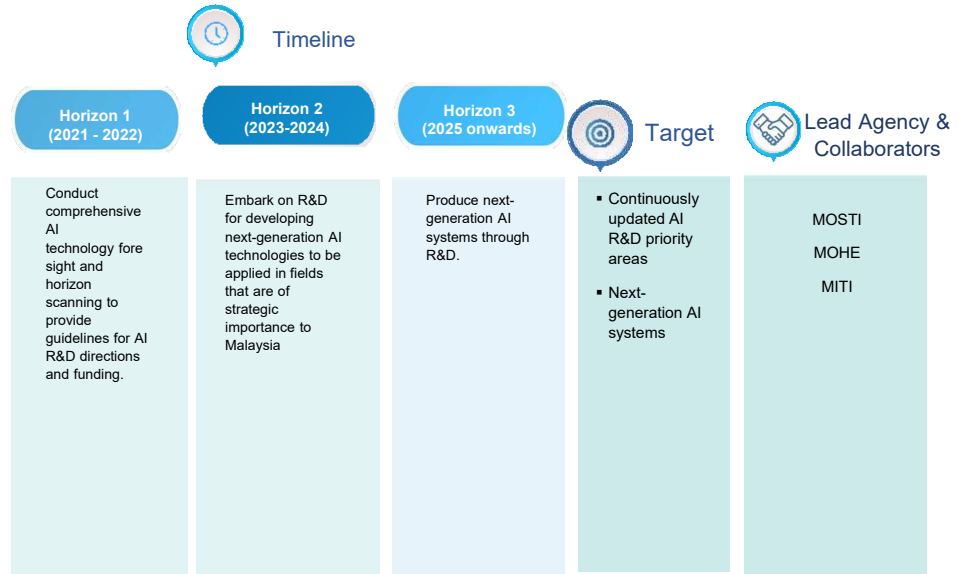 Timeline
Horizon 1
(2021 - 2022)
Horizon 2
(2023-2024)
Horizon 3
(2025 onwards)
Target
Lead Agency &
Collaborators
Conduct
comprehensive
AI
technology fore
sight and
horizon
scanning to
provide
guidelines for AI
R&D directions
and funding.
Embark on R&D
for developing
next-generation AI
technologies to be
applied in fields
that are of
strategic
importance to
Malaysia
Produce next-
generation AI
systems through
R&D.
▪ Continuously
updated AI
R&D priority
areas
▪ Next-
generation AI
systems
MOSTI
MOHE
MITI